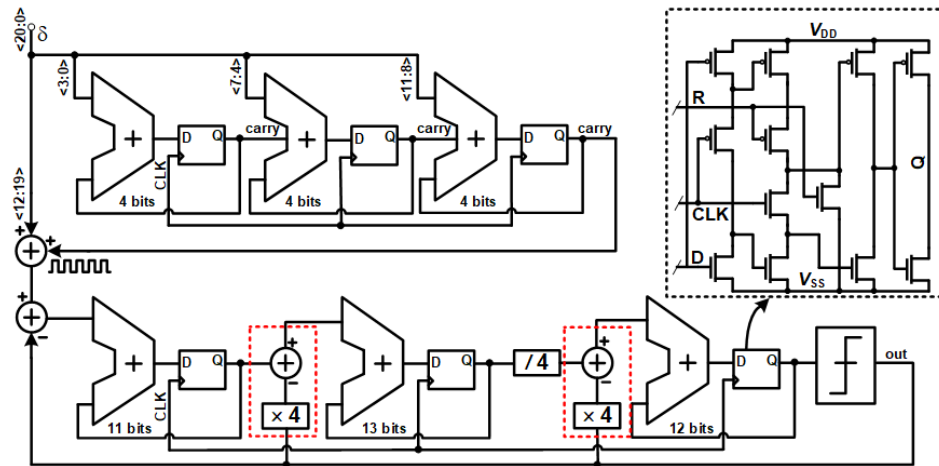 <20:0>
δ
<3:0>
<7:4>
<11:8>
<12:19>
+
D Q
carry
+
D Q
carry
+
D Q
carry
CLK
4 bits
4 bits
4 bits
+
+
+
+
+
−
+
D Q
CLK
11 bits
+
−
× 4
+
D Q
13 bits
/ 4
+
−
× 4
+
D Q
12 bits
out
VDD
R
CLK
D
Q
VSS